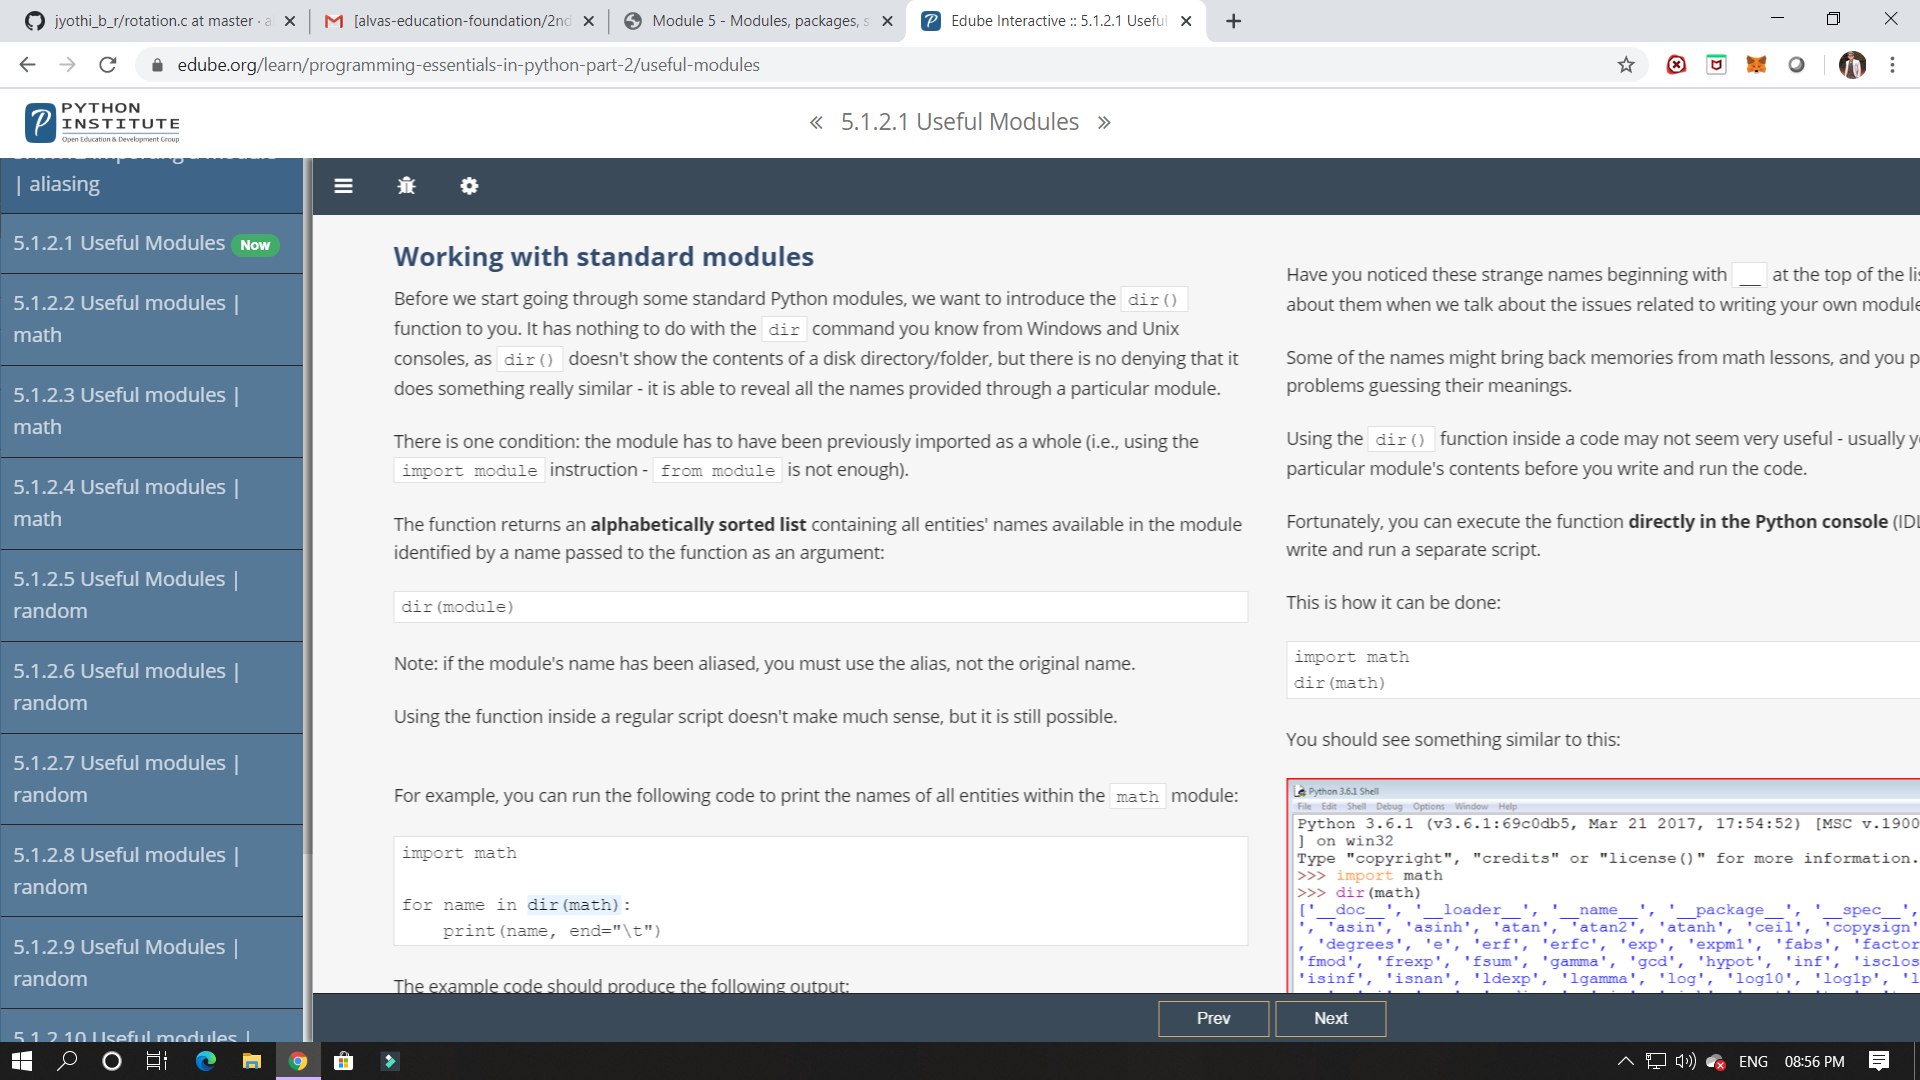 jyothi_b_r/rotation.c at master · a
[alvas-education-foundation/2nd
Module 5 - Modules, packages, s
Edube Interactive :: 5.1.2.1 Useful
edube.org/learn/programming-essentials-in-python-part-2/useful-modules
PYTHON
INSTITUTE
Open Education & Development Group
« 5.1.2.1 Useful Modules »
| aliasing
5.1.2.1 Useful Modules Now
5.1.2.2 Useful modules |
math
5.1.2.3 Useful modules |
math
5.1.2.4 Useful modules |
math
5.1.2.5 Useful Modules |
random
5.1.2.6 Useful modules |
random
5.1.2.7 Useful modules |
random
5.1.2.8 Useful modules |
random
5.1.2.9 Useful Modules |
random
5.1.2.10 Useful modules |
Working with standard modules
Before we start going through some standard Python modules, we want to introduce the dir()
function to you. It has nothing to do with the dir command you know from Windows and Unix
consoles, as dir() doesn't show the contents of a disk directory/folder, but there is no denying that it
does something really similar - it is able to reveal all the names provided through a particular module.
There is one condition: the module has to have been previously imported as a whole (i.e., using the
import module instruction - from module is not enough).
The function returns an alphabetically sorted list containing all entities' names available in the module
identified by a name passed to the function as an argument:
dir(module)
Note: if the module's name has been aliased, you must use the alias, not the original name.
Using the function inside a regular script doesn't make much sense, but it is still possible.
For example, you can run the following code to print the names of all entities within the math module:
import math
for name in dir(math):
    print(name, end="\t")
The example code should produce the following output:
Have you noticed these strange names beginning with __ at the top of the lis
about them when we talk about the issues related to writing your own module
Some of the names might bring back memories from math lessons, and you p
problems guessing their meanings.
Using the dir() function inside a code may not seem very useful - usually yo
particular module's contents before you write and run the code.
Fortunately, you can execute the function directly in the Python console (IDL
write and run a separate script.
This is how it can be done:
import math
dir(math)
You should see something similar to this:
Python 3.6.1 Shell
File Edit Shell Debug Options Window Help
Python 3.6.1 (v3.6.1:69c0db5, Mar 21 2017, 17:54:52) [MSC v.1900
] on win32
Type "copyright", "credits" or "license()" for more information.
>>> import math
>>> dir(math)
['__doc__', '__loader__', '__name__', '__package__', '__spec__',
', 'asin', 'asinh', 'atan', 'atan2', 'atanh', 'ceil', 'copysign'
, 'degrees', 'e', 'erf', 'erfc', 'exp', 'expm1', 'fabs', 'factor
'fmod', 'frexp', 'fsum', 'gamma', 'gcd', 'hypot', 'inf', 'isclos
'isinf', 'isnan', 'ldexp', 'lgamma', 'log', 'log10', 'log1p', 'l
Prev
Next
ENG
08:56 PM